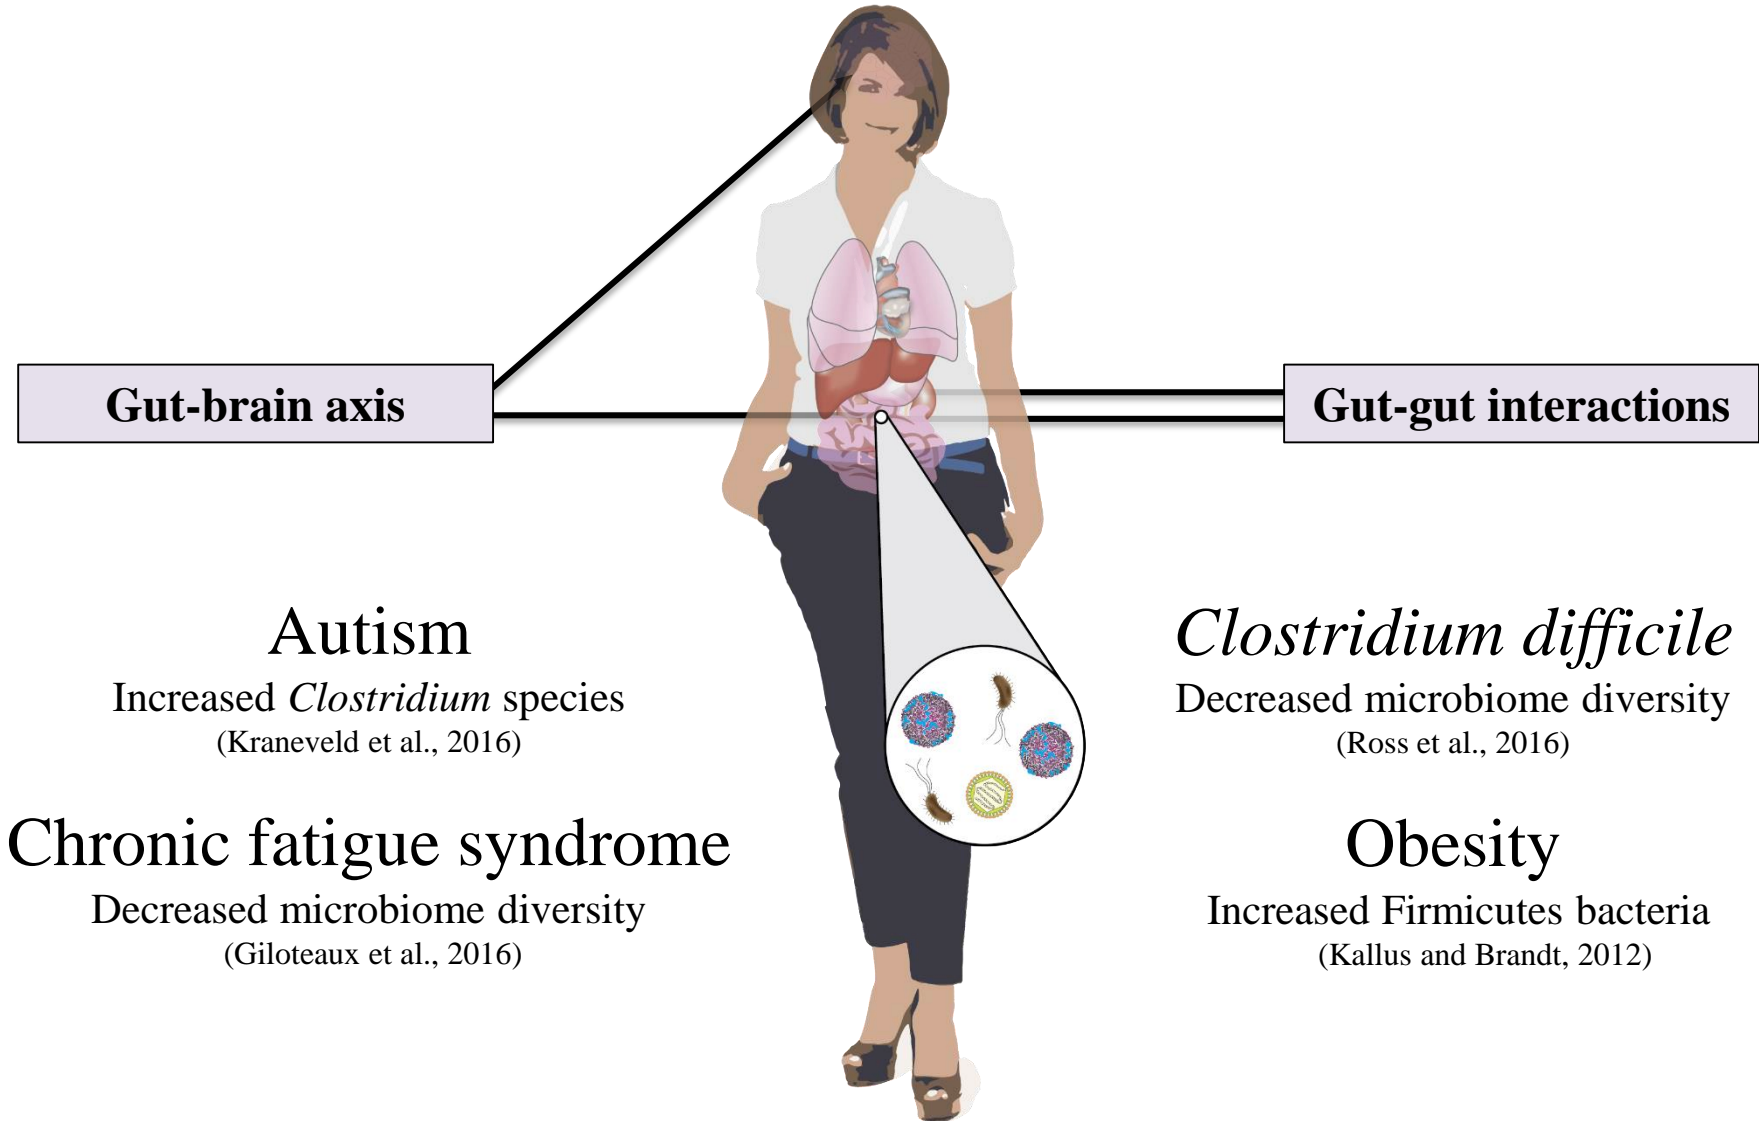 Gut-brain axis
Gut-gut interactions
Autism
Increased Clostridium species
(Kraneveld et al., 2016)
Chronic fatigue syndrome
Decreased microbiome diversity
(Giloteaux et al., 2016)
Clostridium difficile
Decreased microbiome diversity
(Ross et al., 2016)
Obesity
Increased Firmicutes bacteria
(Kallus and Brandt, 2012)